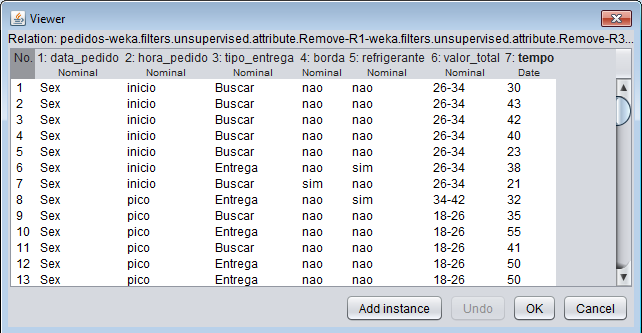 Viewer
Relation: pedidos-weka.filters.unsupervised.attribute.Remove-R1-weka.filters.unsupervised.attribute.Remove-R3...
No. 1: data_pedido 2: hora_pedido 3: tipo_entrega 4: borda 5: refrigerante 6: valor_total 7: tempo
Nominal Nominal Nominal Nominal Nominal Nominal Date
1 Sex inicio Buscar nao nao 26-34 30
2 Sex inicio Buscar nao nao 26-34 43
3 Sex inicio Buscar nao nao 26-34 42
4 Sex inicio Buscar nao nao 26-34 40
5 Sex inicio Buscar nao nao 26-34 23
6 Sex inicio Entrega nao sim 26-34 38
7 Sex inicio Entrega sim nao 26-34 21
8 Sex pico Entrega nao sim 34-42 32
9 Sex pico Buscar nao nao 18-26 35
10 Sex pico Entrega nao nao 18-26 55
11 Sex pico Buscar nao nao 18-26 41
12 Sex pico Entrega nao nao 18-26 50
13 Sex pico Entrega nao nao 18-26 50
Add instance Undo OK Cancel